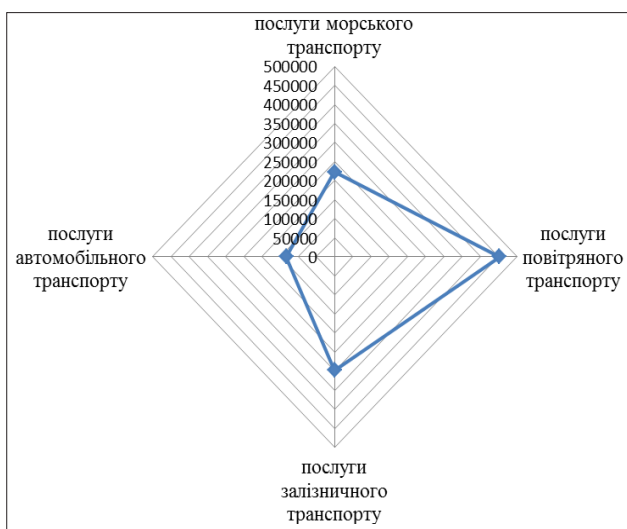 послуги морського
транспорту
500000
450000
400000
350000
300000
250000
200000
150000
100000
50000
0
послуги
автомобільного
транспорту
послуги
повітряного
транспорту
послуги
залізничного
транспорту